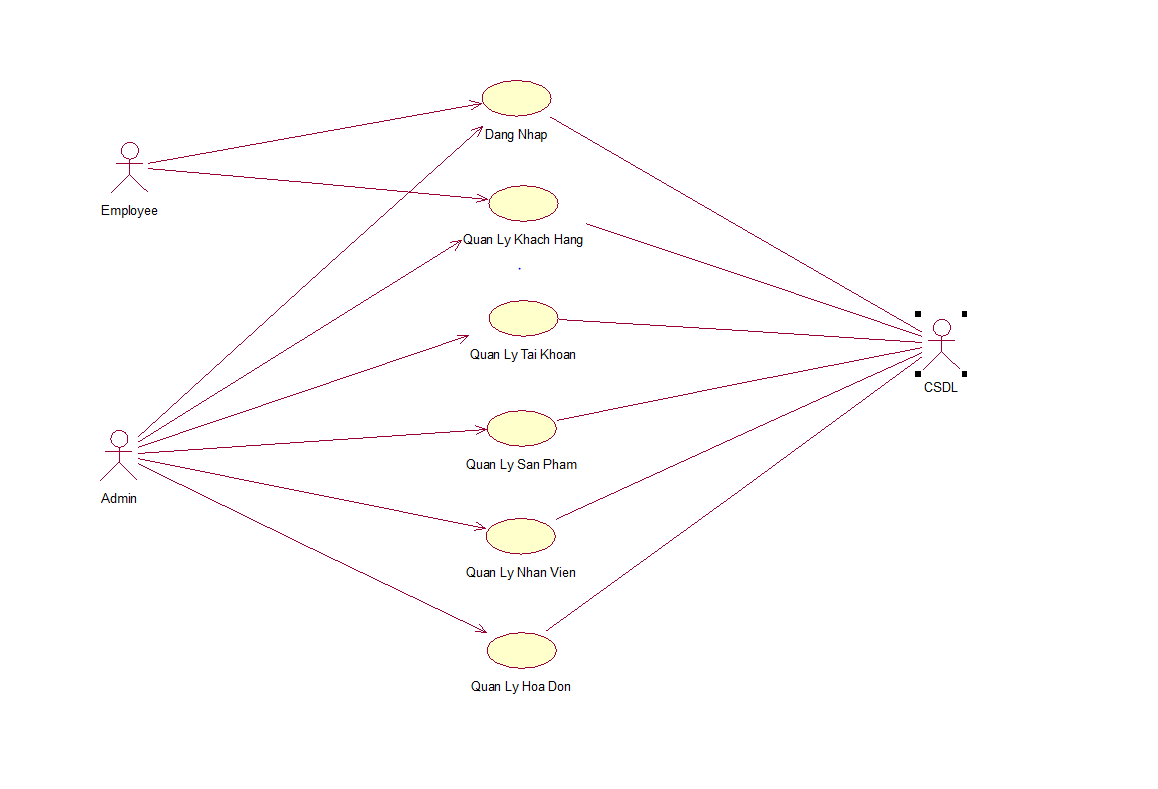 Dang Nhap
Employee
Quan Ly Khach Hang
Quan Ly Tai Khoan
CSDL
Quan Ly San Pham
Admin
Quan Ly Nhan Vien
Quan Ly Hoa Don